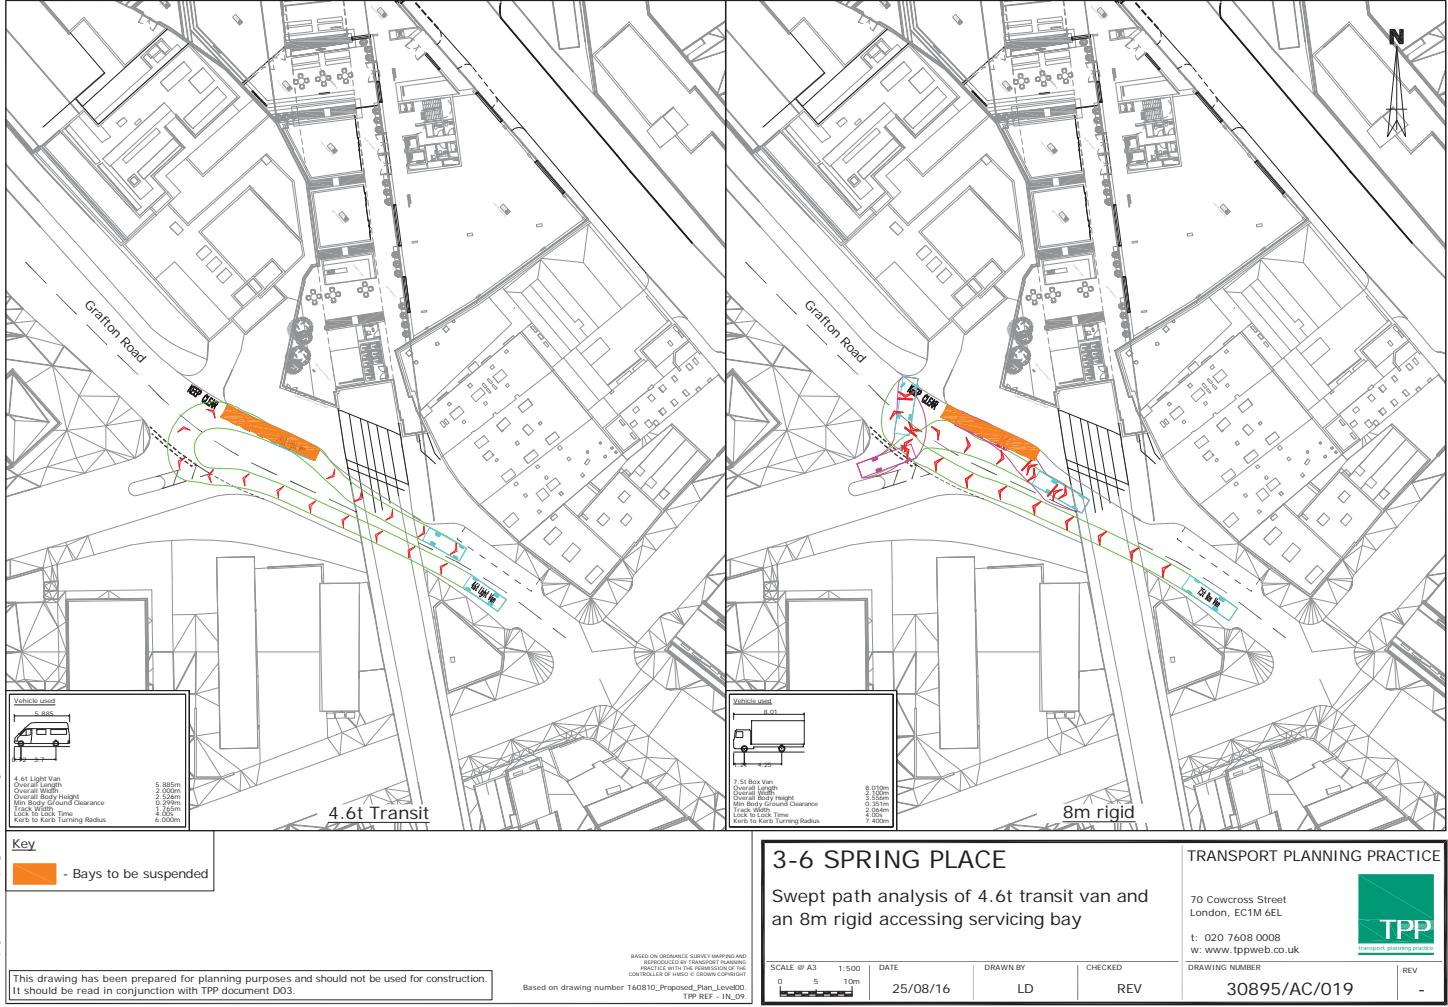 N
Grafton Road
KEEP CLEAR
4.6t Light Van
Vehicle used
5.885
3.7
4.6t Light Van
Overall Length 5.885m
Overall Width 2.000m
Overall Body Height 2.526m
Min Body Ground Clearance 0.299m
Track Width 1.765m
Lock to Lock Time 4.00s
Kerb to Kerb Turning Radius 6.000m
4.6t Transit
Grafton Road
KEEP CLEAR
7.5t Box Van
Vehicle used
8.01
4.25
7.5t Box Van
Overall Length 8.010m
Overall Width 2.100m
Overall Body Height 3.556m
Min Body Ground Clearance 0.351m
Track Width 2.064m
Lock to Lock Time 4.00s
Kerb to Kerb Turning Radius 7.400m
8m rigid
Key
- Bays to be suspended
This drawing has been prepared for planning purposes and should not be used for construction.
It should be read in conjunction with TPP document D03.
BASED ON ORDNANCE SURVEY MAPPING AND
REPRODUCED BY TRANSPORT PLANNING
PRACTICE WITH THE PERMISSION OF THE
CONTROLLER OF HMSO © CROWN COPYRIGHT
Based on drawing number 160810_Proposed_Plan_Level00.
TPP REF - IN_09.
3-6 SPRING PLACE
Swept path analysis of 4.6t transit van and
an 8m rigid accessing servicing bay
TRANSPORT PLANNING PRACTICE
70 Cowcross Street
London, EC1M 6EL
t: 020 7608 0008
w: www.tppweb.co.uk
TPP
transport planning practice
SCALE @ A3 1:500
0 5 10m
DATE
25/08/16
DRAWN BY
LD
CHECKED
REV
DRAWING NUMBER
30895/AC/019
REV
-